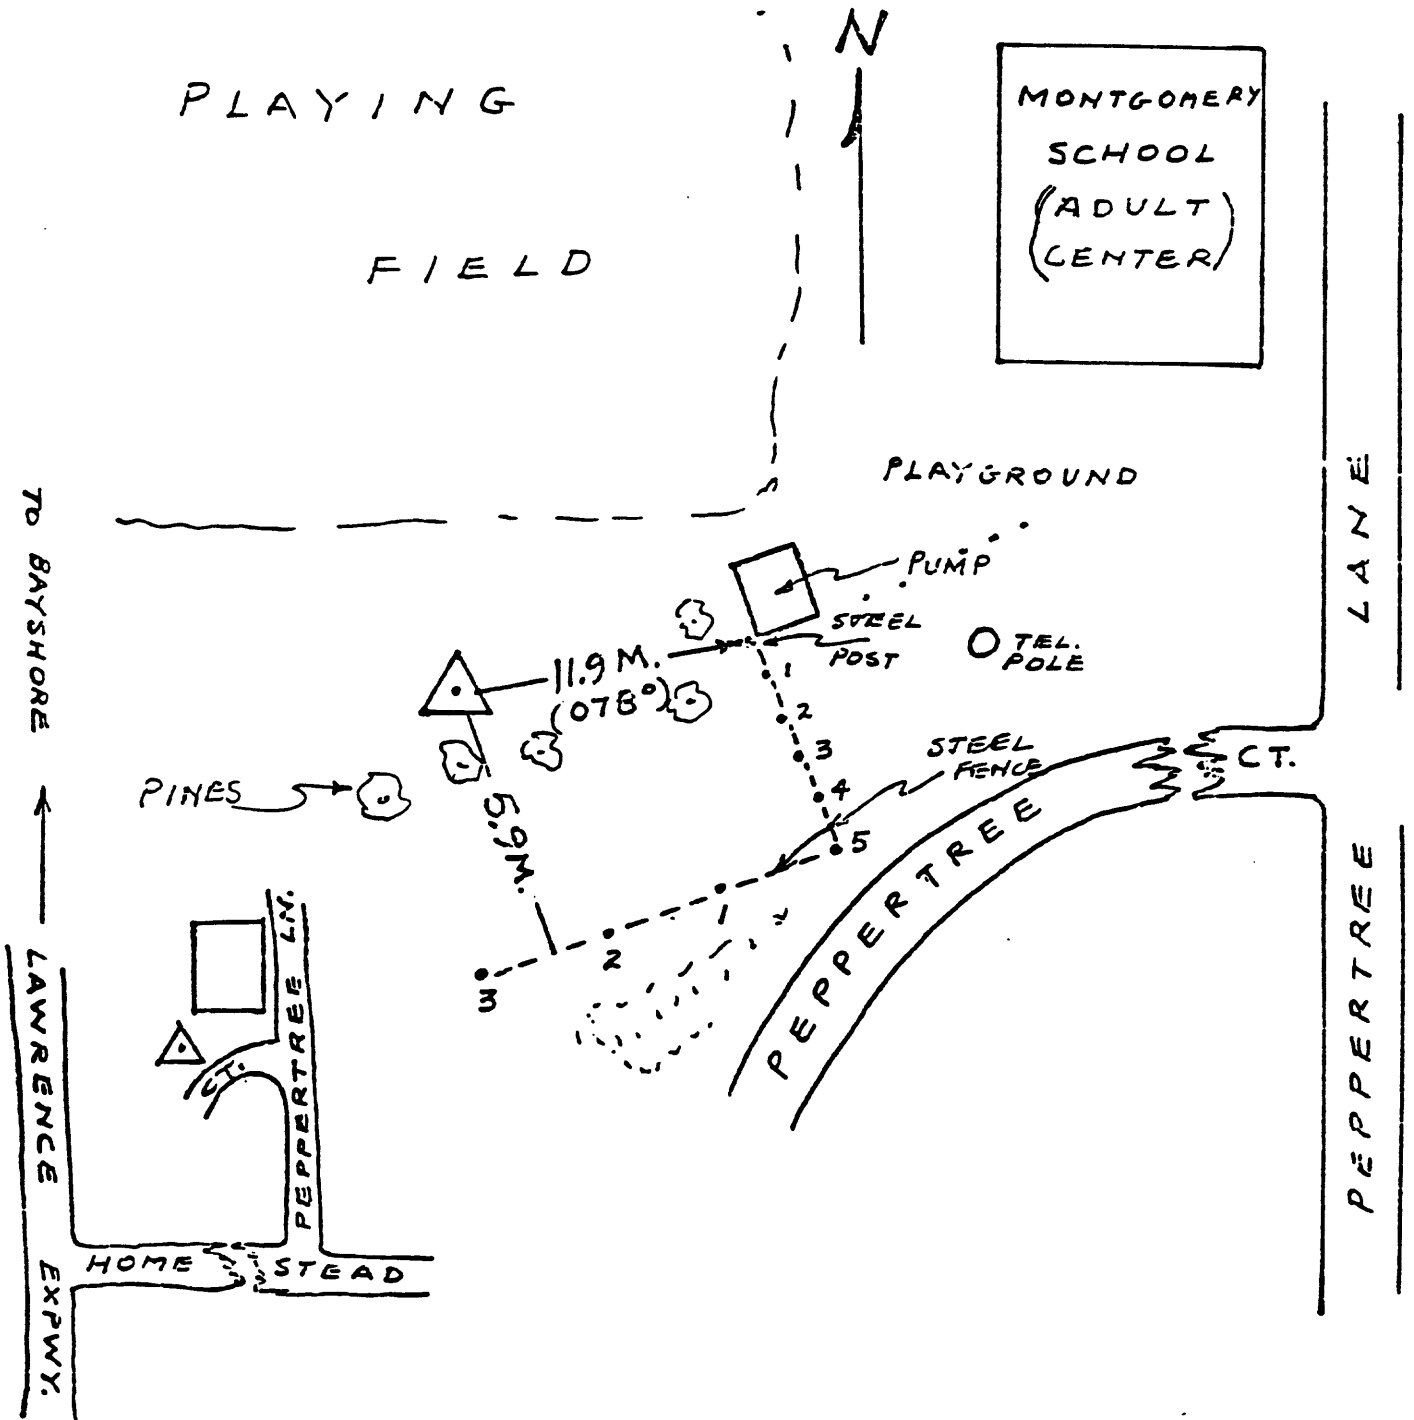 N
PLAYING
FIELD
MONTGOMERY
SCHOOL
(ADULT
CENTER)
PLAYGROUND
PUMP
STEEL
POST
TEL.
POLE
11.9 M.
(078°)
1
2
3
4
5
STEEL
FENCE
PINES
5.9 M.
1
2
3
PEPPERTREE
CT.
PEPPERTREE LANE
TO BAYSHORE
LAWRENCE EXPWY.
PEPPERTREE LN.
CT.
HOME STEAD